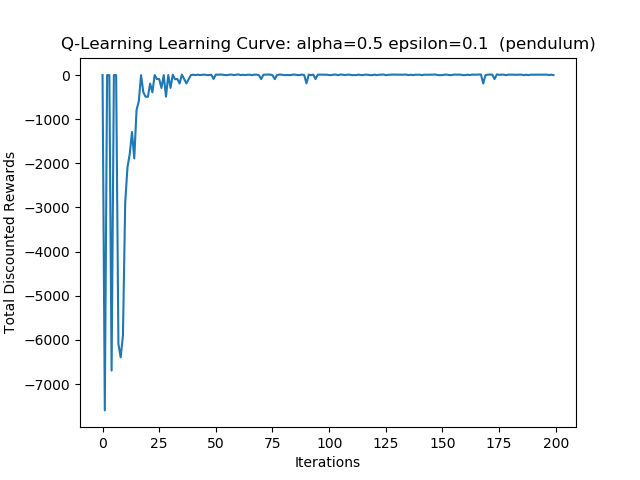 Q-Learning Learning Curve: alpha=0.5 epsilon=0.1  (pendulum)
Total Discounted Rewards
0
−1000
−2000
−3000
−4000
−5000
−6000
−7000
0 25 50 75 100 125 150 175 200
Iterations